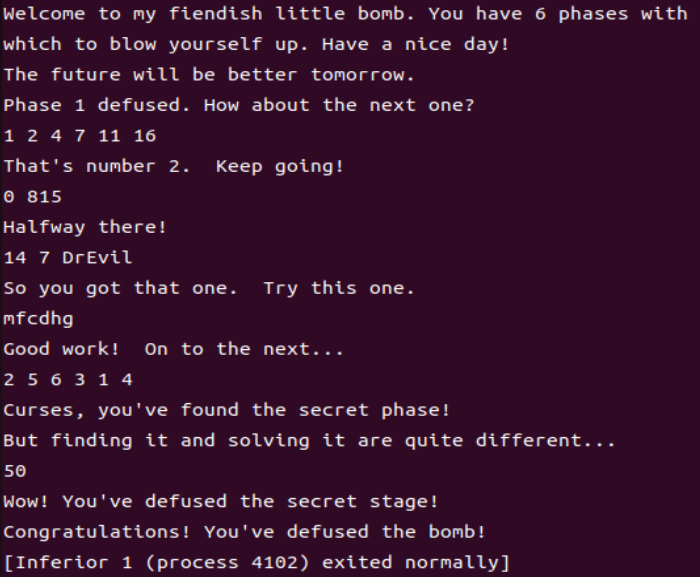 Welcome to my fiendish little bomb. You have 6 phases with
which to blow yourself up. Have a nice day!
The future will be better tomorrow.
Phase 1 defused. How about the next one?
1 2 4 7 11 16
That's number 2.  Keep going!
0 815
Halfway there!
14 7 DrEvil
So you got that one.  Try this one.
mfcdhg
Good work!  On to the next...
2 5 6 3 1 4
Curses, you've found the secret phase!
But finding it and solving it are quite different...
50
Wow! You've defused the secret stage!
Congratulations! You've defused the bomb!
[Inferior 1 (process 4102) exited normally]